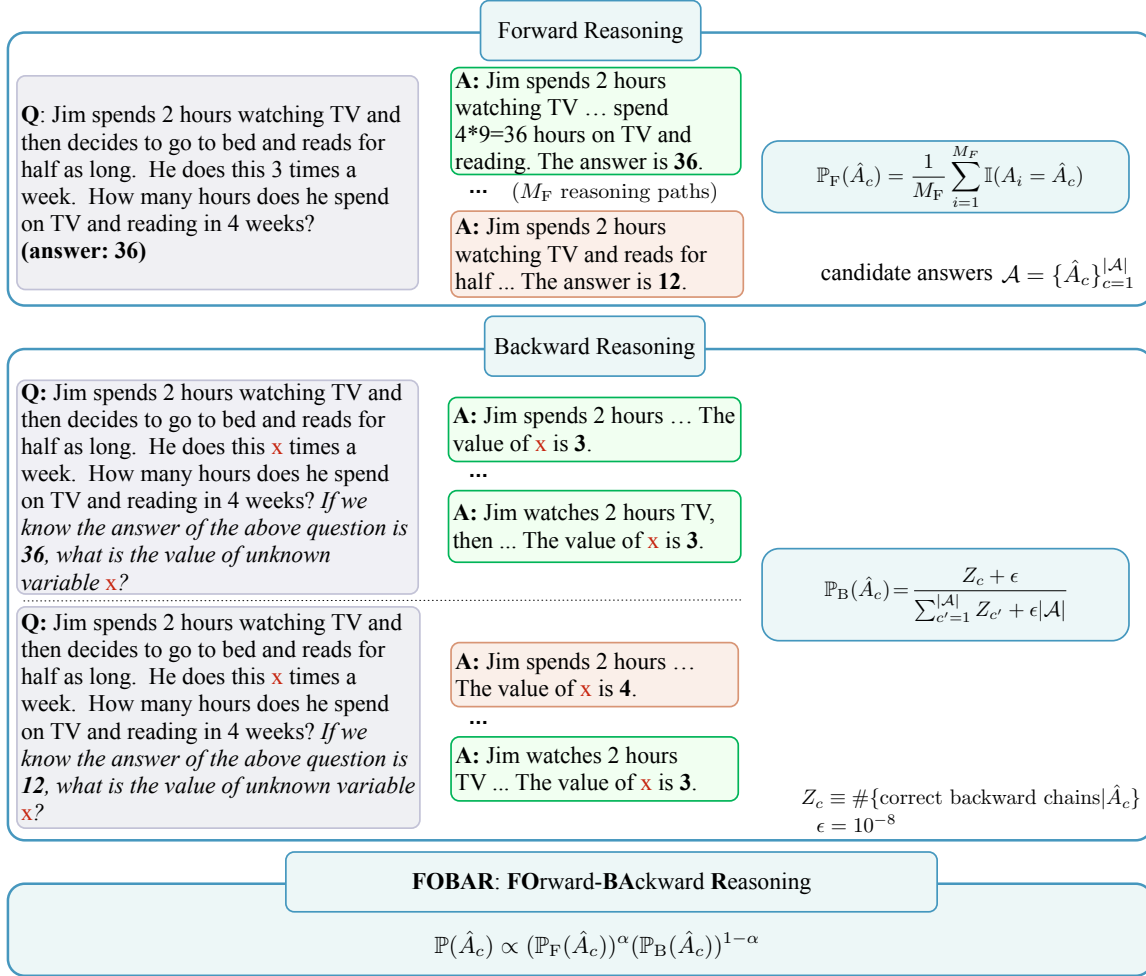 Forward Reasoning
Q: Jim spends 2 hours watching TV and
then decides to go to bed and reads for
half as long. He does this 3 times a
week. How many hours does he spend
on TV and reading in 4 weeks?
(answer: 36)
A: Jim spends 2 hours
watching TV … spend
4*9=36 hours on TV and
reading. The answer is 36.
... (M_F reasoning paths)
A: Jim spends 2 hours
watching TV and reads for
half ... The answer is 12.
ℙ_F(Â_c) = 1/M_F ∑_{i=1}^{M_F} 𝕀(A_i = Â_c)
candidate answers 𝒜 = {Â_c}_{c=1}^{|𝒜|}
Backward Reasoning
Q: Jim spends 2 hours watching TV and
then decides to go to bed and reads for
half as long. He does this x times a
week. How many hours does he spend
on TV and reading in 4 weeks? If we
know the answer of the above question is
36, what is the value of unknown
variable x?
A: Jim spends 2 hours … The
value of x is 3.
...
A: Jim watches 2 hours TV,
then ... The value of x is 3.
Q: Jim spends 2 hours watching TV and
then decides to go to bed and reads for
half as long. He does this x times a
week. How many hours does he spend
on TV and reading in 4 weeks? If we
know the answer of the above question is
12, what is the value of unknown variable
x?
A: Jim spends 2 hours …
The value of x is 4.
...
A: Jim watches 2 hours
TV ... The value of x is 3.
ℙ_B(Â_c) = (Z_c + ϵ)/(∑_{c'=1}^{|𝒜|} Z_{c'} + ϵ|𝒜|)
Z_c ≡ #{correct backward chains|Â_c}
ϵ = 10^{−8}
FOBAR: FOrward-BAckward Reasoning
ℙ(Â_c) ∝ (ℙ_F(Â_c))^α (ℙ_B(Â_c))^{1−α}